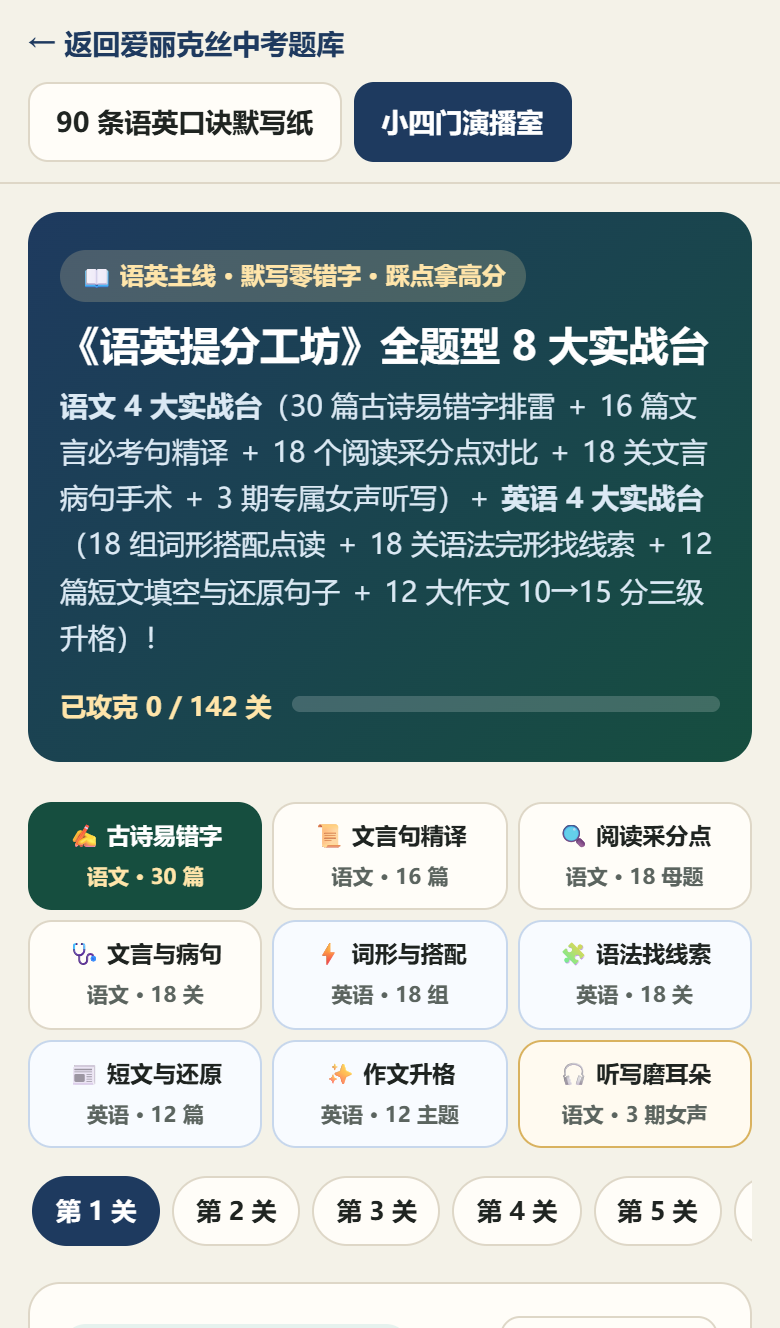 ← 返回爱丽克丝中考题库
90 条语英口诀默写纸
小四门演播室
📖 语英主线 • 默写零错字 • 踩点拿高分
《语英提分工坊》全题型 8 大实战台
语文 4 大实战台（30 篇古诗易错字排雷 + 16 篇文
言必考句精译 + 18 个阅读采分点对比 + 18 关文言
病句手术 + 3 期专属女声听写）+ 英语 4 大实战台
（18 组词形搭配点读 + 18 关语法完形找线索 + 12
篇短文填空与还原句子 + 12 大作文 10→15 分三级
升格）！
已攻克 0 / 142 关
✍️ 古诗易错字
语文 • 30 篇
📜 文言句精译
语文 • 16 篇
🔍 阅读采分点
语文 • 18 母题
🩺 文言与病句
语文 • 18 关
⚡ 词形与搭配
英语 • 18 组
🧩 语法找线索
英语 • 18 关
📰 短文与还原
英语 • 12 篇
✨ 作文升格
英语 • 12 主题
🎧 听写磨耳朵
语文 • 3 期女声
第 1 关
第 2 关
第 3 关
第 4 关
第 5 关